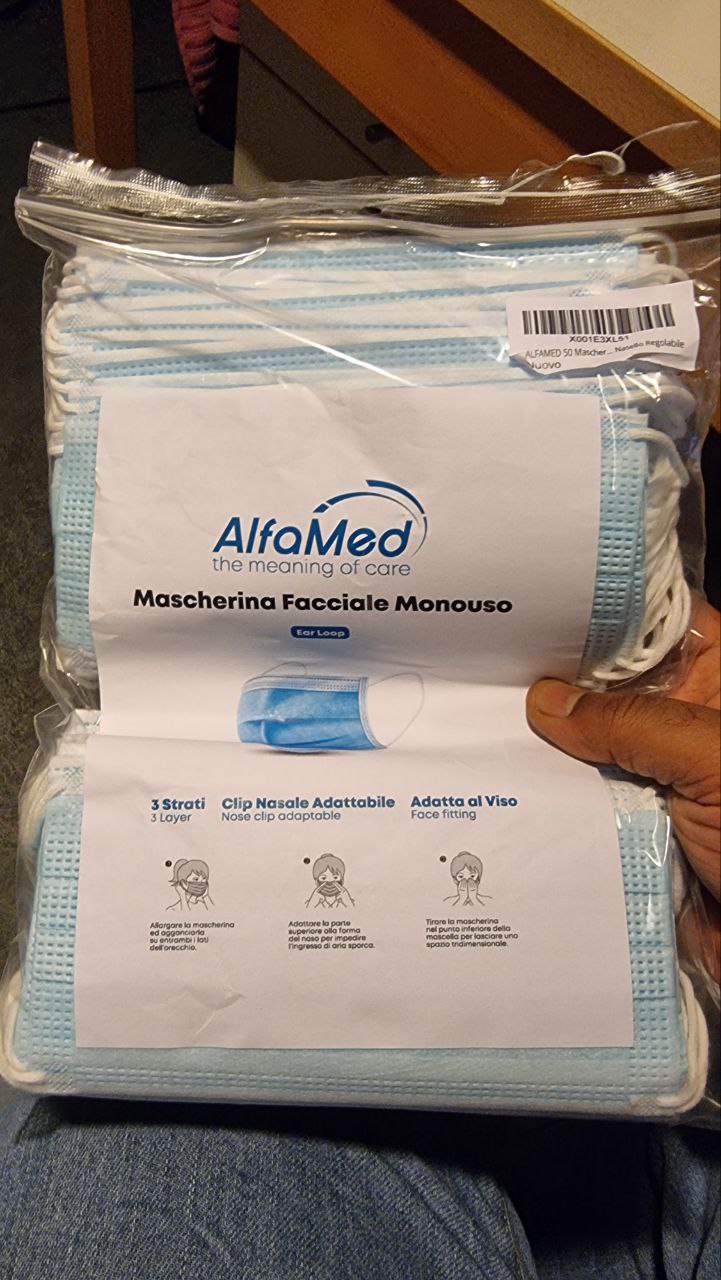 X001E3XL51
ALFAMED 50 Mascher... Nasello Regolabile
Nuovo
AlfaMed
the meaning of care
Mascherina Facciale Monouso
Ear Loop
3 Strati Clip Nasale Adattabile Adatta al Viso
3 Layer Nose clip adaptable Face fitting
Allargare la mascherina
ed agganciarla
su entrambi i lati
dell'orecchio.
Adattare la parte
superiore alla forma
del naso per impedire
l'ingresso di aria sporca.
Tirare la mascherina
nel punto inferiore della
mascella per lasciare uno
spazio tridimensionale.